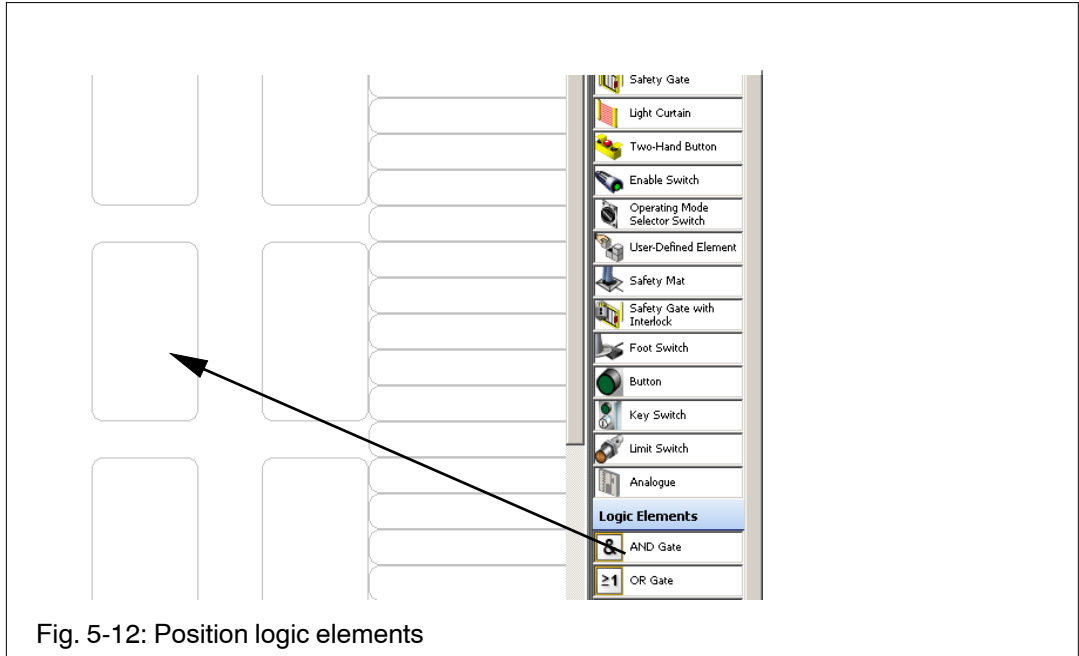 Safety Gate
Light Curtain
Two-Hand Button
Enable Switch
Operating Mode
Selector Switch
User-Defined Element
Safety Mat
Safety Gate with
Interlock
Foot Switch
Button
Key Switch
Limit Switch
Analogue
Logic Elements
& AND Gate
≥1 OR Gate
Fig. 5-12: Position logic elements